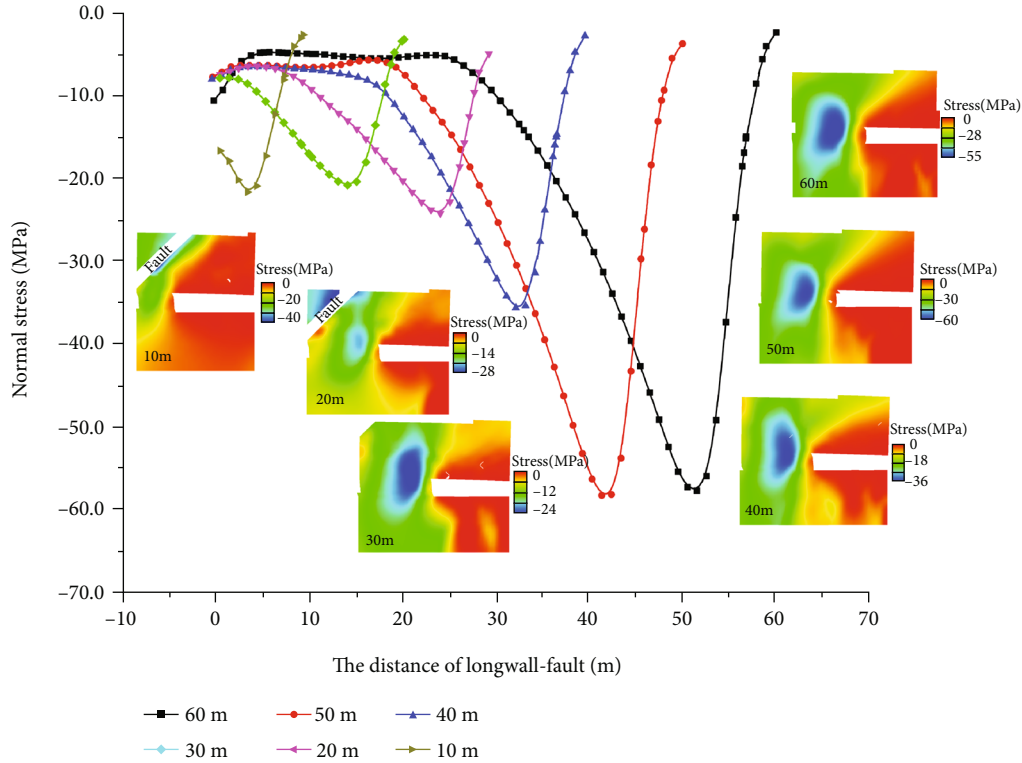 0.0
−10.0
−20.0
−30.0
−40.0
−50.0
−60.0
−70.0
Normal stress (MPa)
−10
0
10
20
30
40
50
60
70
The distance of longwall-fault (m)
Fault
10m
Stress(MPa)
0
−20
−40
Fault
20m
Stress(MPa)
0
−14
−28
30m
Stress(MPa)
0
−12
−24
60m
Stress(MPa)
0
−28
−55
50m
Stress(MPa)
0
−30
−60
40m
Stress(MPa)
0
−18
−36
60 m 50 m 40 m
30 m 20 m 10 m